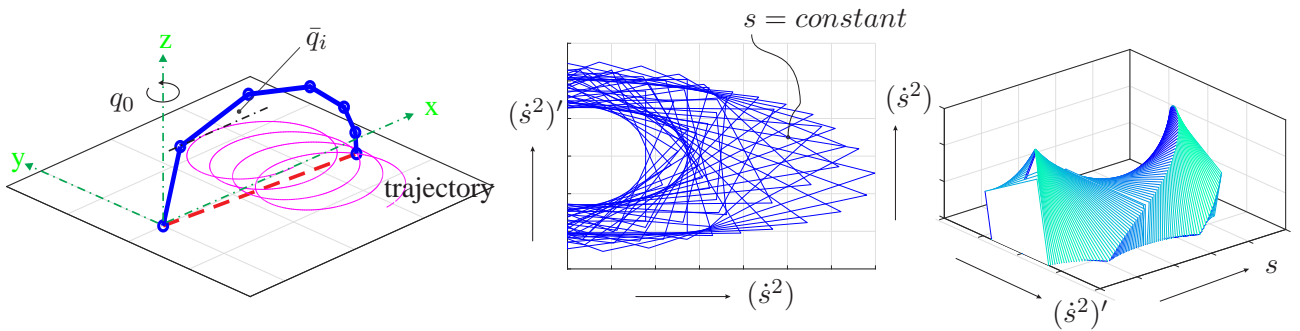 z
q̄ᵢ
q₀
x
y
trajectory
s = constant
(ṡ²)′
(ṡ²)
(ṡ²)
(ṡ²)′
s